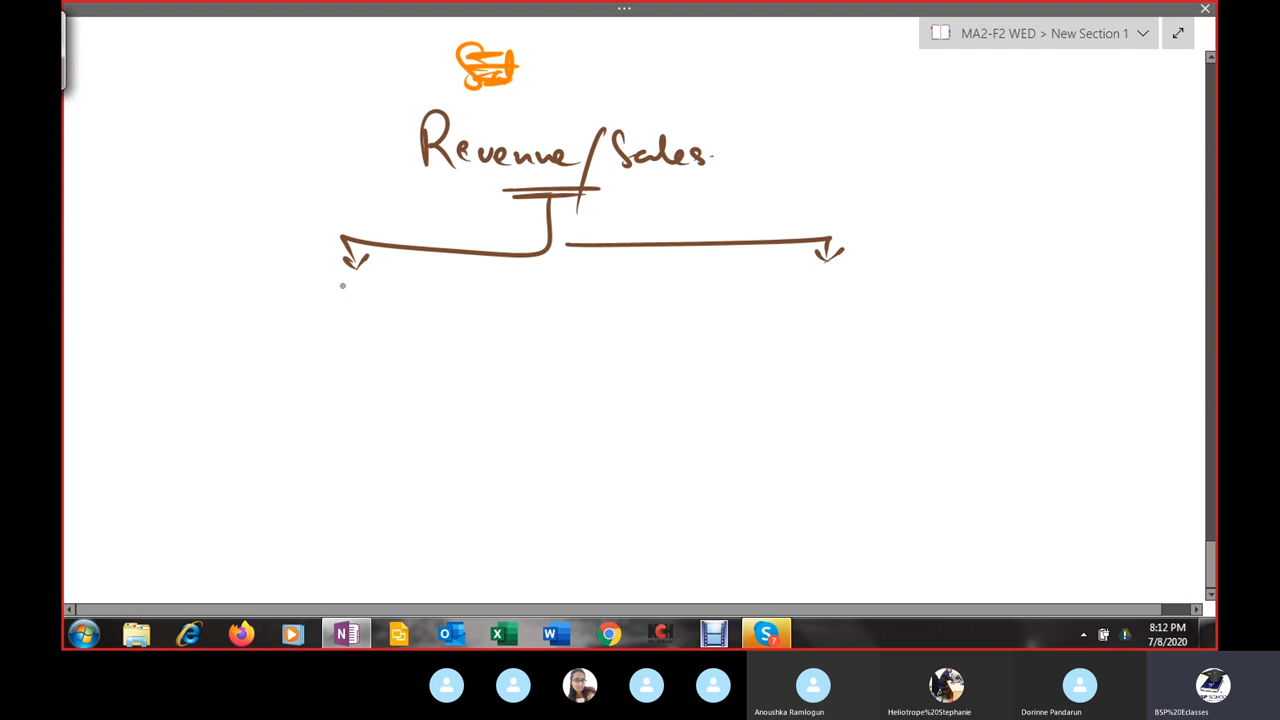 MA2-F2 WED > New Section 1
Revenue/Sales.
8:12 PM
7/8/2020
7
Anoushka Ramlogun
Heliotrope%20Stephanie
Dorinne Pandarun
BSP%20Eclasses